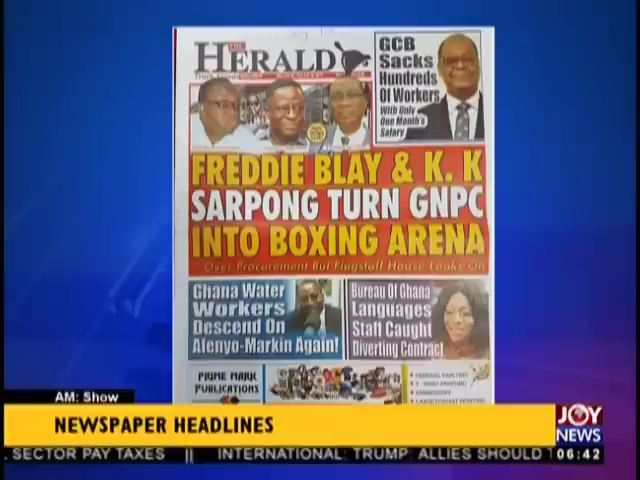 THE
HERALD
GCB
Sacks
Hundreds
Of Workers
With Only
One Month's
Salary
FREDDIE BLAY & K. K
SARPONG TURN GNPC
INTO BOXING ARENA
Over Procurement But Flagstaff House Looks On
Ghana Water
Workers
Descend On
Alenyo-Markin Again!
Bureau Of Ghana
Languages
Staff Caught
Diverting Contract
PRIME MARK
PUBLICATIONS
AM: Show
NEWSPAPER HEADLINES
JOY
NEWS
SECTOR PAY TAXES INTERNATIONAL: TRUMP ALLIES SHOULD
06:42